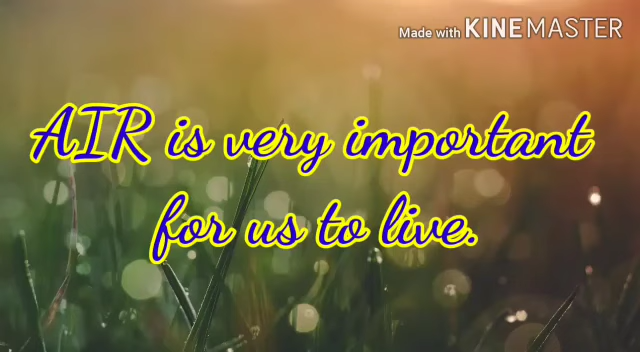 Made with KINEMASTER
AIR is very important
for us to live.